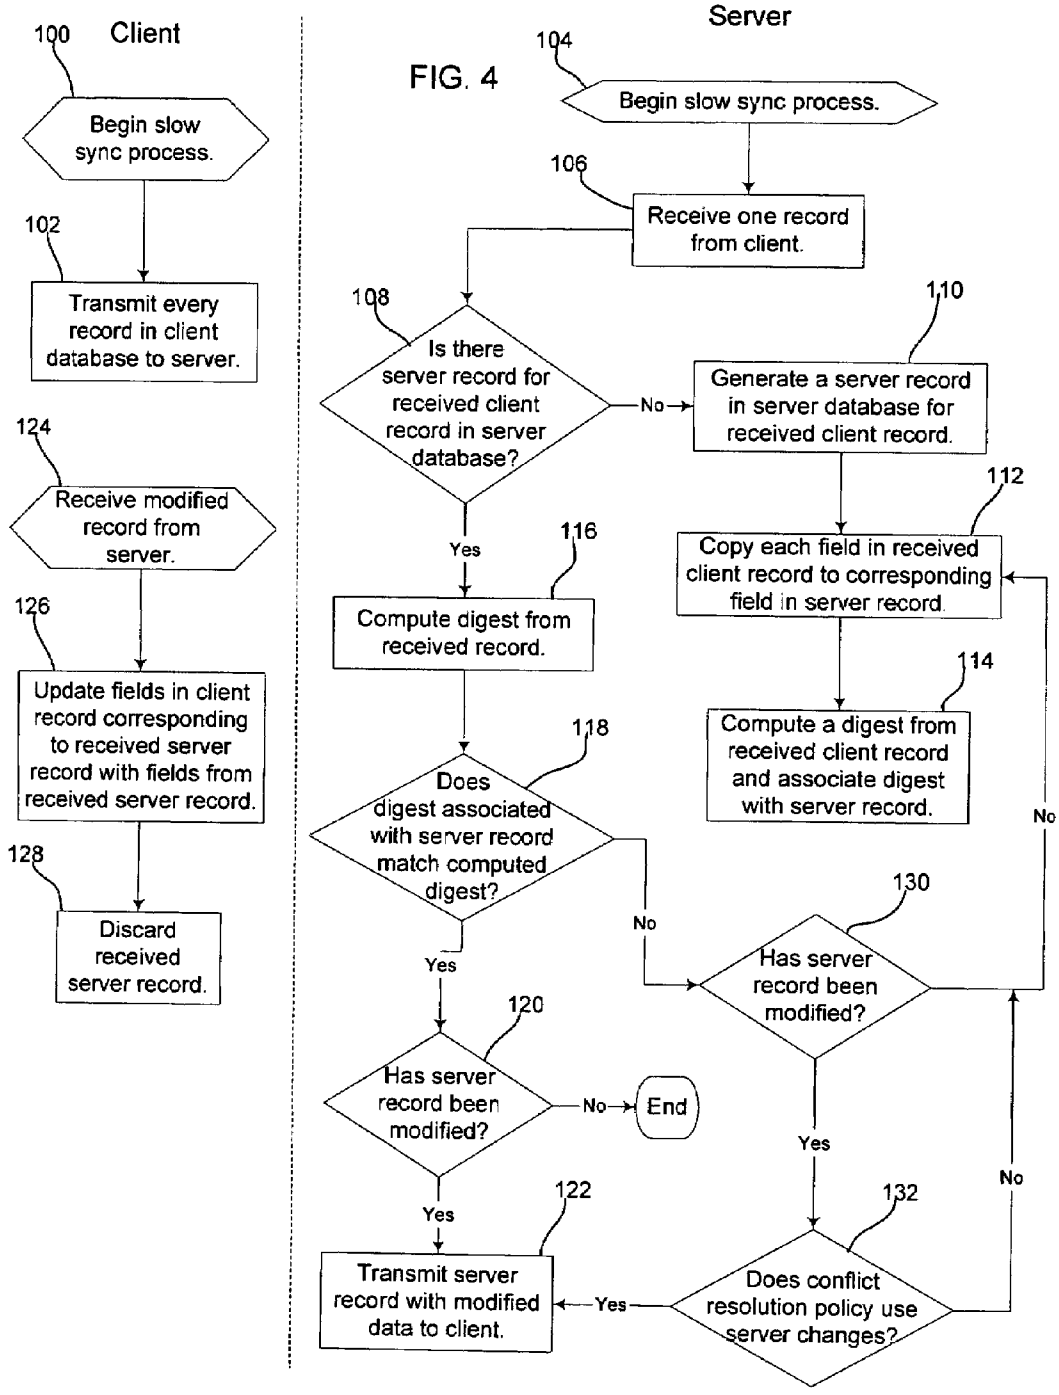 Client
Server
FIG. 4
100
Begin slow
sync process.
102
Transmit every
record in client
database to server.
124
Receive modified
record from
server.
126
Update fields in client
record corresponding
to received server
record with fields from
received server record.
128
Discard
received
server record.
104
Begin slow sync process.
106
Receive one record
from client.
108
Is there
server record for
received client
record in server
database?
No
110
Generate a server record
in server database for
received client record.
112
Copy each field in received
client record to corresponding
field in server record.
114
Compute a digest from
received client record
and associate digest
with server record.
Yes
116
Compute digest from
received record.
118
Does
digest associated
with server record
match computed
digest?
No
Yes
120
Has server
record been
modified?
No
End
Yes
122
Transmit server
record with modified
data to client.
130
Has server
record been
modified?
No
Yes
132
Does conflict
resolution policy use
server changes?
Yes
No